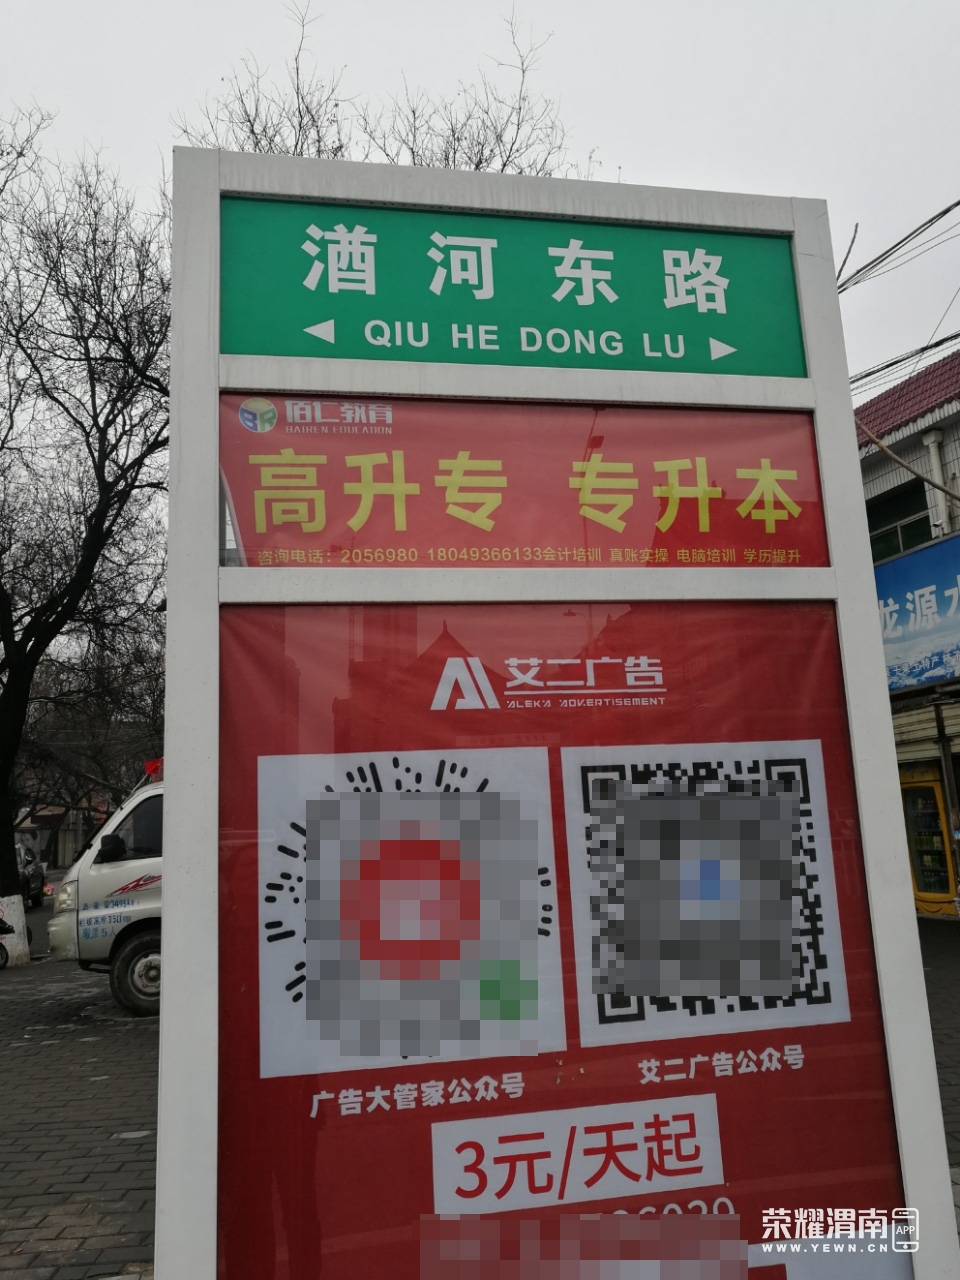 湭河东路
QIU HE DONG LU
佰仁教育
BAIREN EDUCATION
高升专 专升本
咨询电话：2056980 18049366133会计培训 真账实操 电脑培训 学历提升
艾二广告
ALEKA ADVERTISEMENT
龙源
广告大管家公众号
艾二广告公众号
3元/天起
荣耀渭南
APP
WWW.YEWN.CN